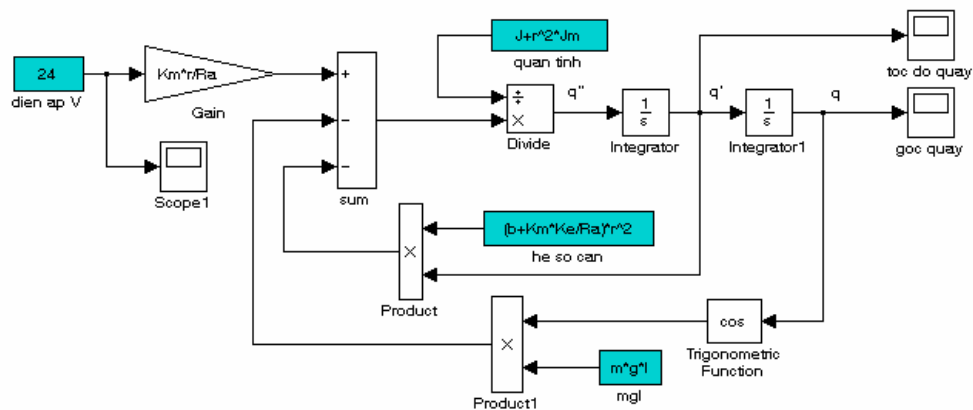 J+r^2*Jm
quan tinh
24
dien ap V
Km*r/Ra
Gain
+
−
−
sum
÷
×
Divide
q''
1
s
Integrator
q'
1
s
Integrator1
q
toc do quay
goc quay
Scope1
(b+Km*Ke/Ra)*r^2
he so can
×
Product
cos
Trigonometric
Function
×
Product1
m*g*l
mgl